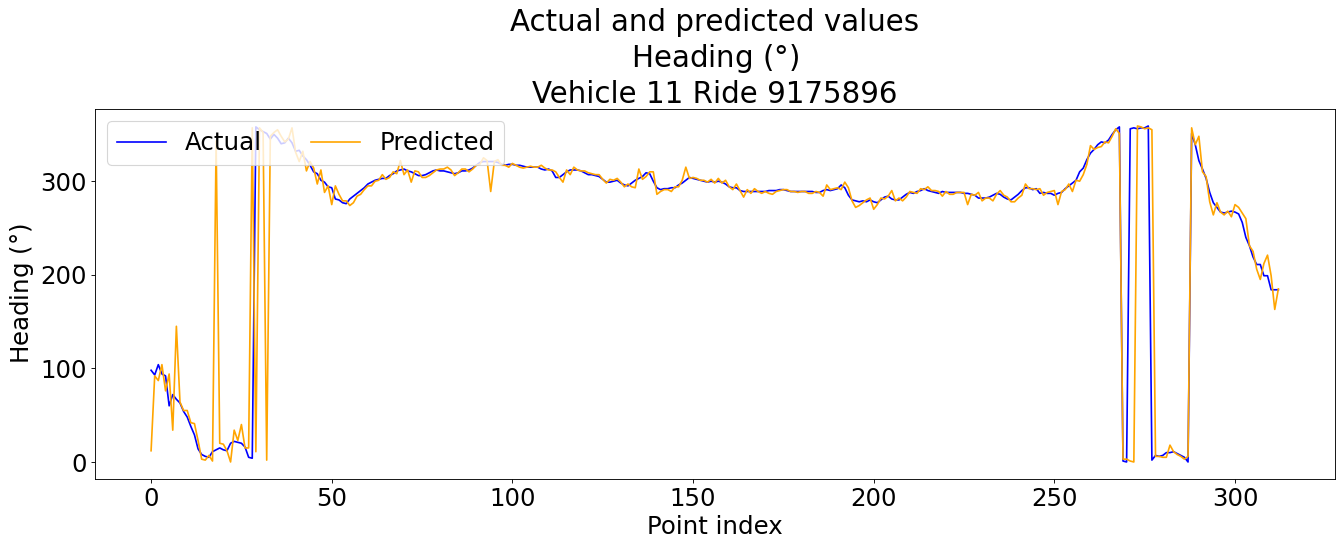 Actual and predicted values
Heading (°)
Vehicle 11 Ride 9175896
Actual Predicted
Heading (°)
300
200
100
0
0 50 100 150 200 250 300
Point index